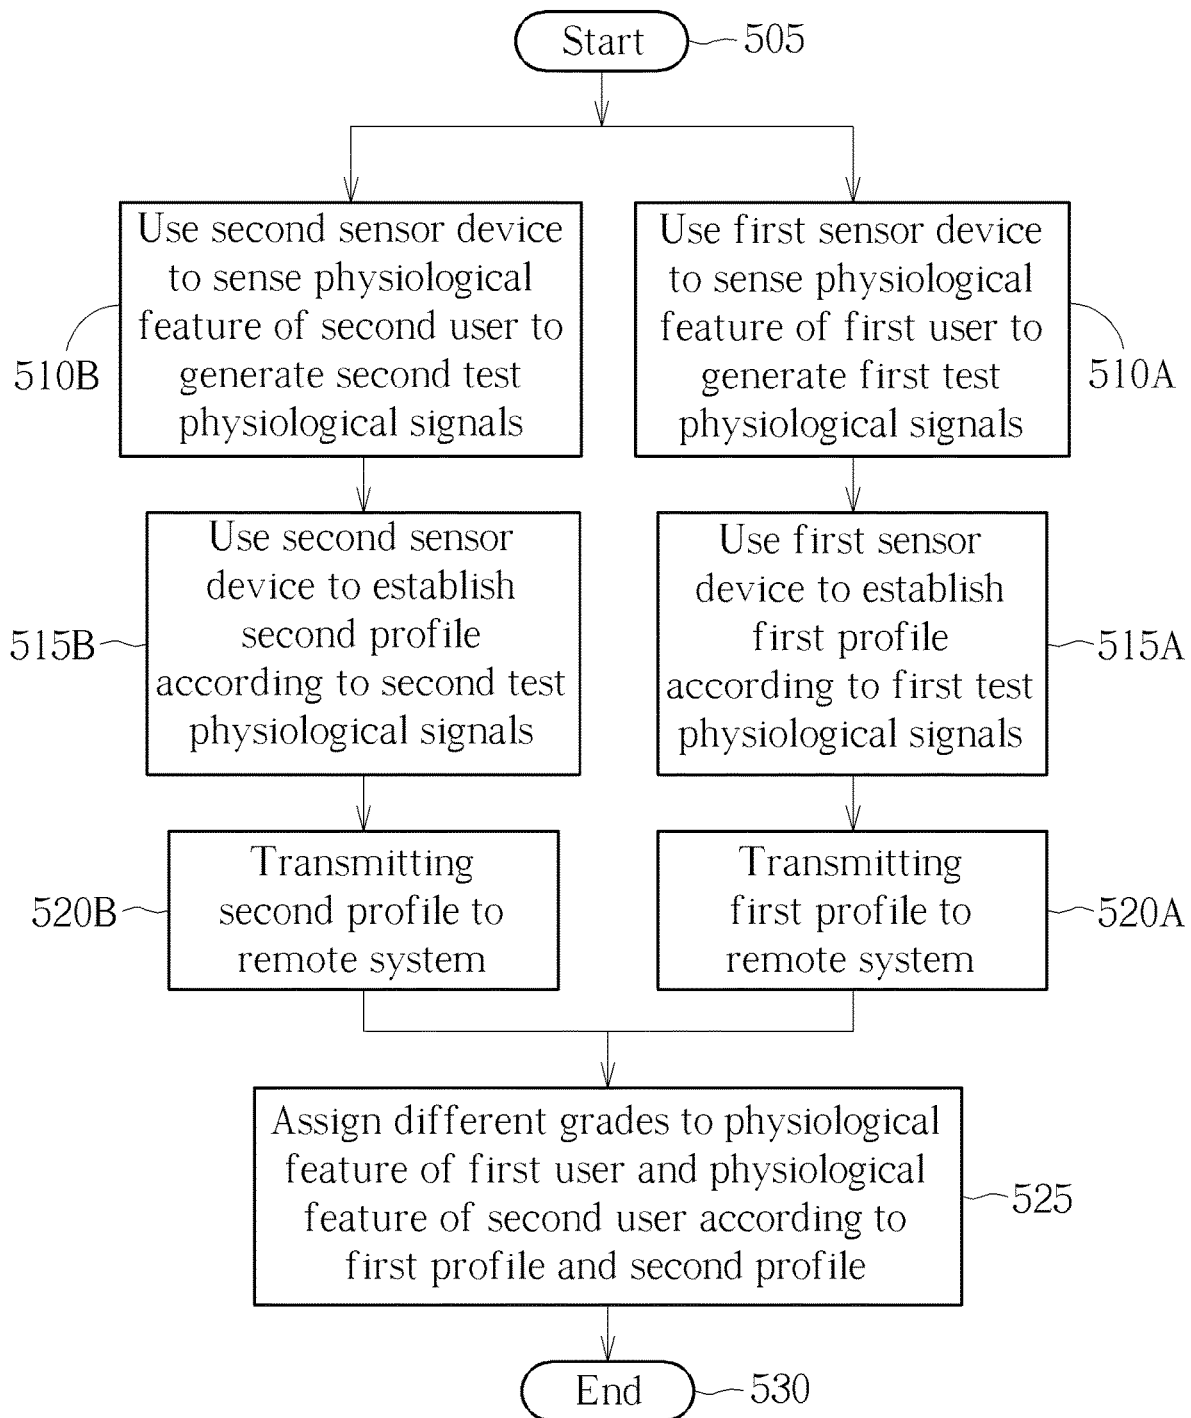 Start
505
Use second sensor device
to sense physiological
feature of second user to
generate second test
physiological signals
510B
Use first sensor device
to sense physiological
feature of first user to
generate first test
physiological signals
510A
Use second sensor
device to establish
second profile
according to second test
physiological signals
515B
Use first sensor
device to establish
first profile
according to first test
physiological signals
515A
Transmitting
second profile to
remote system
520B
Transmitting
first profile to
remote system
520A
Assign different grades to physiological
feature of first user and physiological
feature of second user according to
first profile and second profile
525
End
530